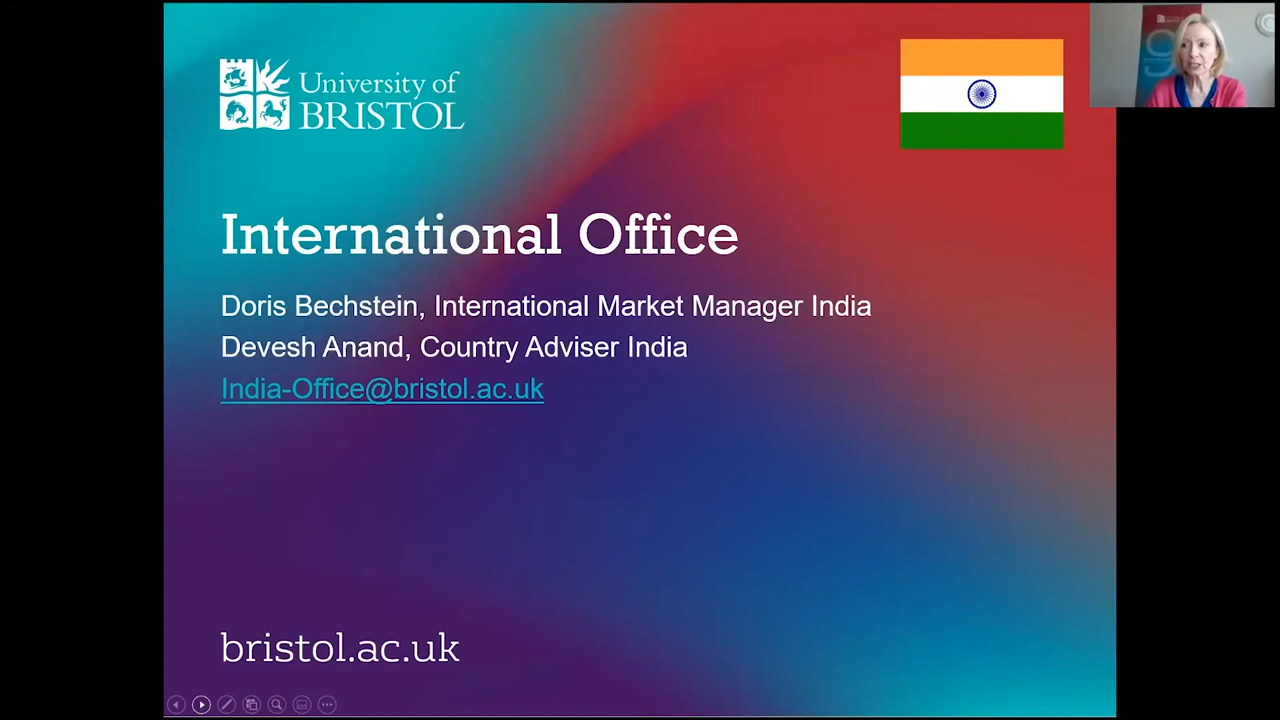 University of
BRISTOL
International Office
Doris Bechstein, International Market Manager India
Devesh Anand, Country Adviser India
India-Office@bristol.ac.uk
bristol.ac.uk